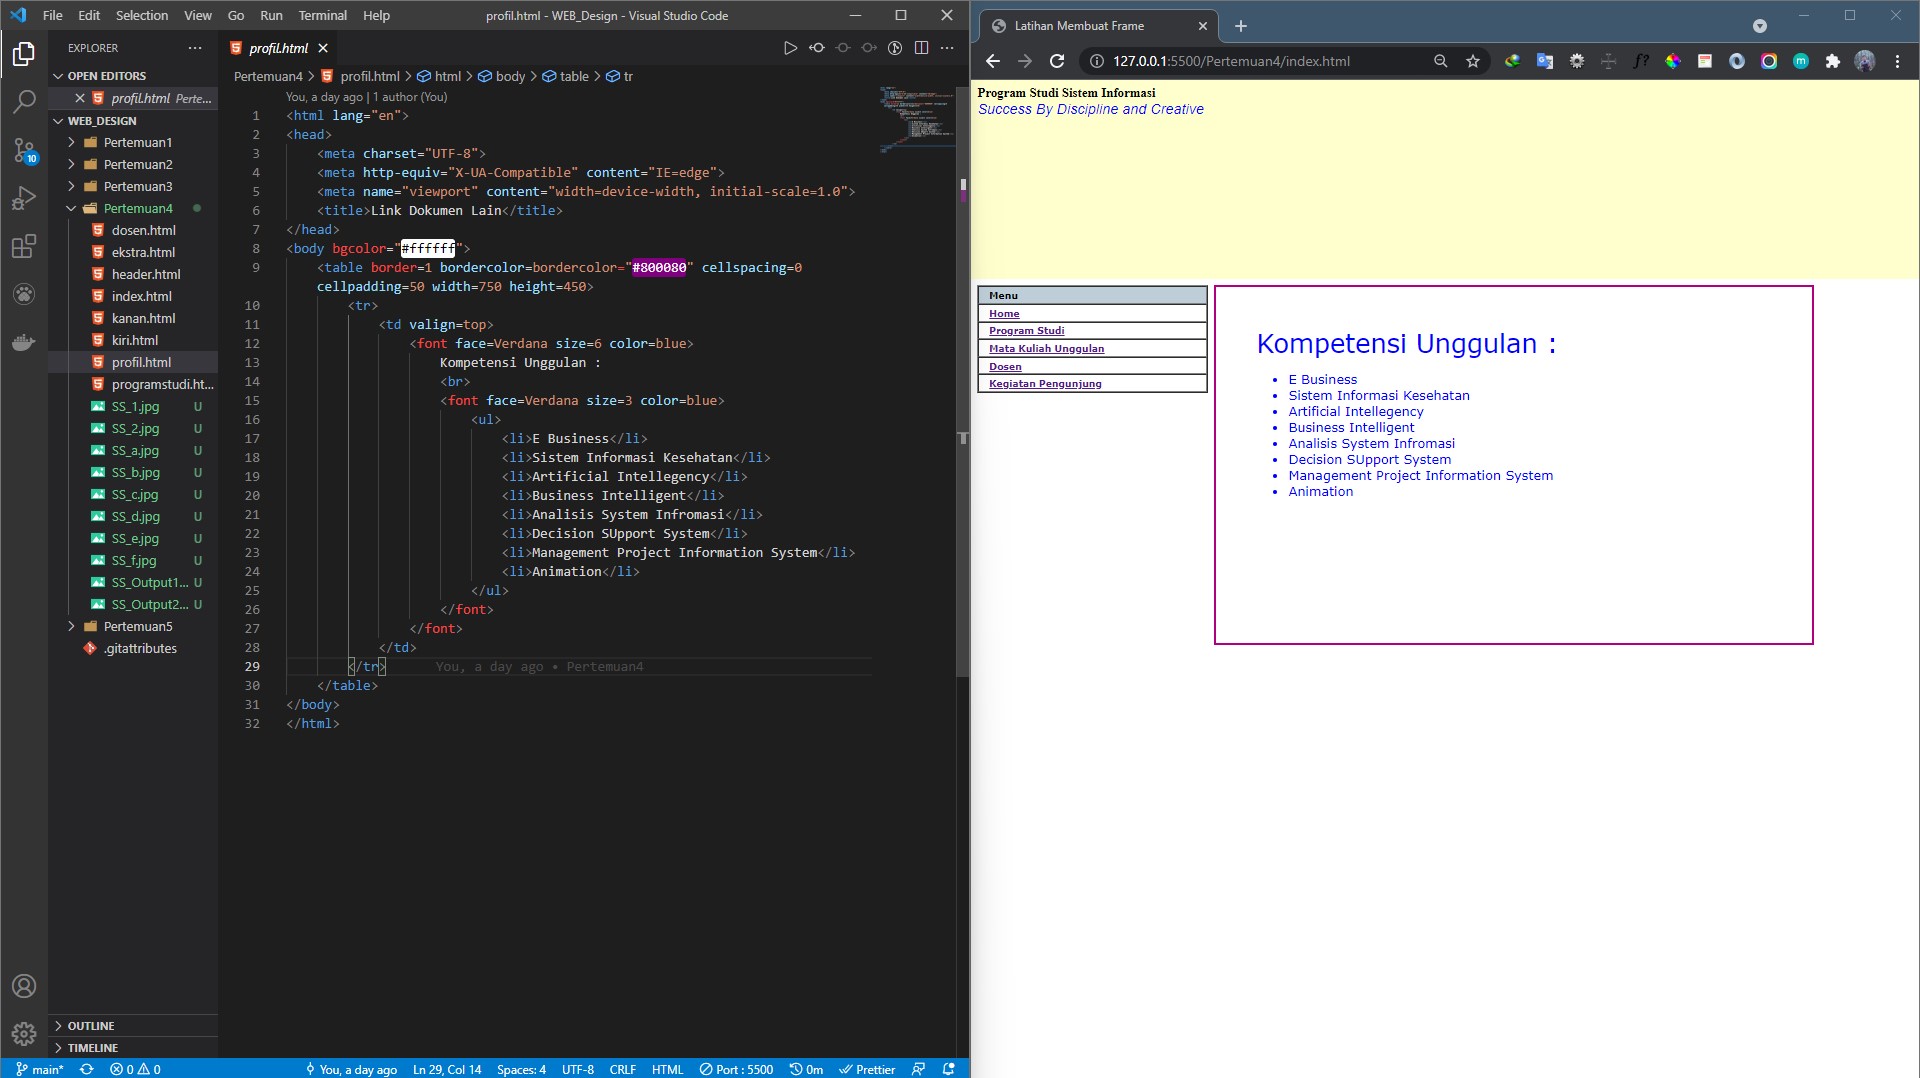 File Edit Selection View Go Run Terminal Help
profil.html - WEB_Design - Visual Studio Code
EXPLORER
OPEN EDITORS
profil.html Perte...
WEB_DESIGN
Pertemuan1
Pertemuan2
Pertemuan3
Pertemuan4
dosen.html
ekstra.html
header.html
index.html
kanan.html
kiri.html
profil.html
programstudi.ht...
SS_1.jpg U
SS_2.jpg U
SS_a.jpg U
SS_b.jpg U
SS_c.jpg U
SS_d.jpg U
SS_e.jpg U
SS_f.jpg U
SS_Output1... U
SS_Output2... U
Pertemuan5
.gitattributes
OUTLINE
TIMELINE
10
profil.html
Pertemuan4 > profil.html > html > body > table > tr
You, a day ago | 1 author (You)
1 <html lang="en">
2 <head>
3 <meta charset="UTF-8">
4 <meta http-equiv="X-UA-Compatible" content="IE=edge">
5 <meta name="viewport" content="width=device-width, initial-scale=1.0">
6 <title>Link Dokumen Lain</title>
7 </head>
8 <body bgcolor="#ffffff">
9 <table border=1 bordercolor=bordercolor="#800080" cellspacing=0
cellpadding=50 width=750 height=450>
10 <tr>
11 <td valign=top>
12 <font face=Verdana size=6 color=blue>
13 Kompetensi Unggulan :
14 <br>
15 <font face=Verdana size=3 color=blue>
16 <ul>
17 <li>E Business</li>
18 <li>Sistem Informasi Kesehatan</li>
19 <li>Artificial Intellegency</li>
20 <li>Business Intelligent</li>
21 <li>Analisis System Infromasi</li>
22 <li>Decision SUpport System</li>
23 <li>Management Project Information System</li>
24 <li>Animation</li>
25 </ul>
26 </font>
27 </font>
28 </td>
29 </tr> You, a day ago • Pertemuan4
30 </table>
31 </body>
32 </html>
main* 0 0 You, a day ago Ln 29, Col 14 Spaces: 4 UTF-8 CRLF HTML Port : 5500 0m Prettier
Latihan Membuat Frame
127.0.0.1:5500/Pertemuan4/index.html
f?
m
Program Studi Sistem Informasi
Success By Discipline and Creative
Menu
Home
Program Studi
Mata Kuliah Unggulan
Dosen
Kegiatan Pengunjung
Kompetensi Unggulan :
• E Business
• Sistem Informasi Kesehatan
• Artificial Intellegency
• Business Intelligent
• Analisis System Infromasi
• Decision SUpport System
• Management Project Information System
• Animation